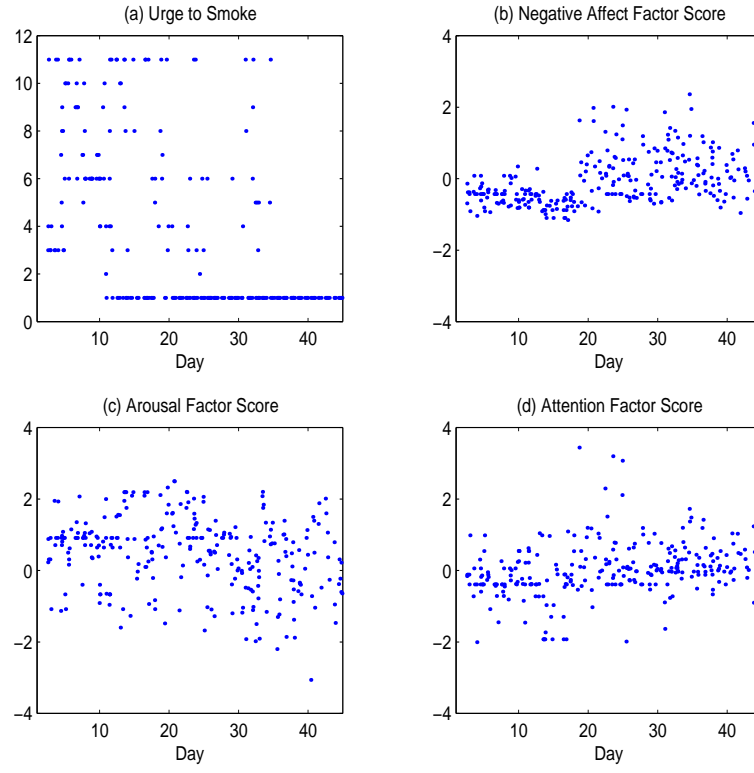 (a) Urge to Smoke
12
10
8
6
4
2
0
10 20 30 40
Day
(b) Negative Affect Factor Score
4
2
0
−2
−4
10 20 30 40
Day
(c) Arousal Factor Score
4
2
0
−2
−4
10 20 30 40
Day
(d) Attention Factor Score
4
2
0
−2
−4
10 20 30 40
Day